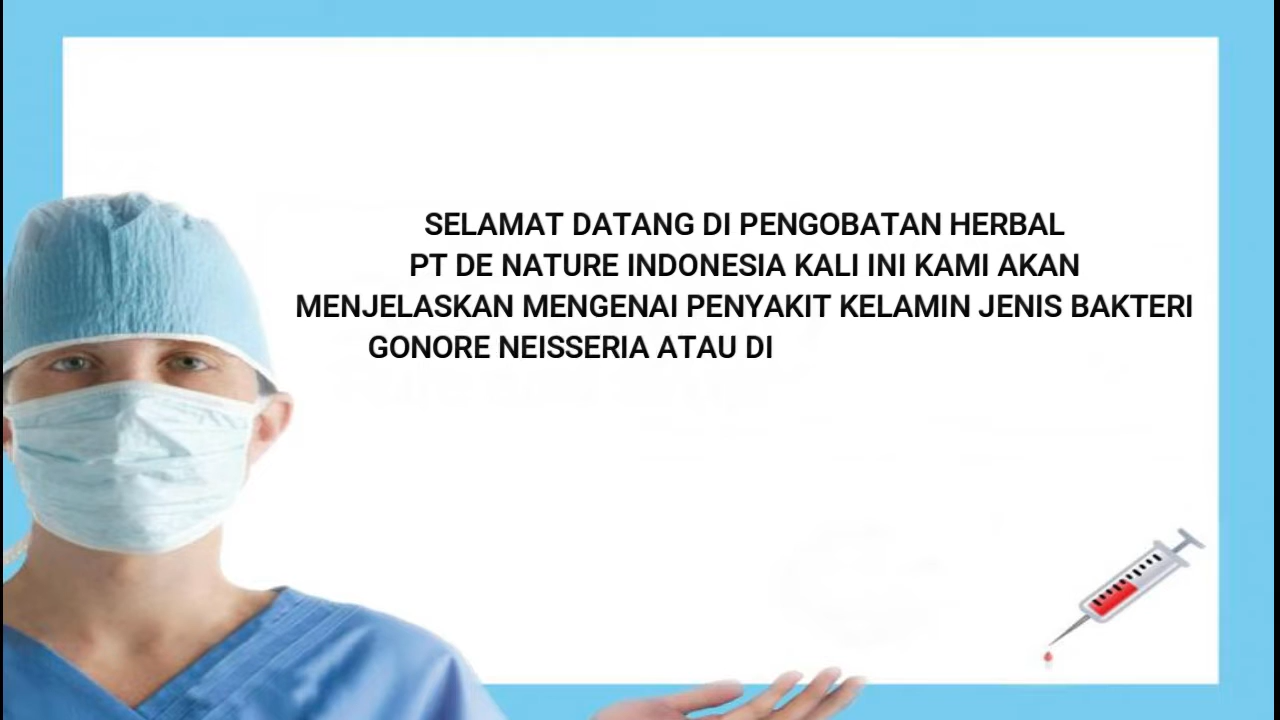 SELAMAT DATANG DI PENGOBATAN HERBAL
PT DE NATURE INDONESIA KALI INI KAMI AKAN
MENJELASKAN MENGENAI PENYAKIT KELAMIN JENIS BAKTERI
GONORE NEISSERIA ATAU DI